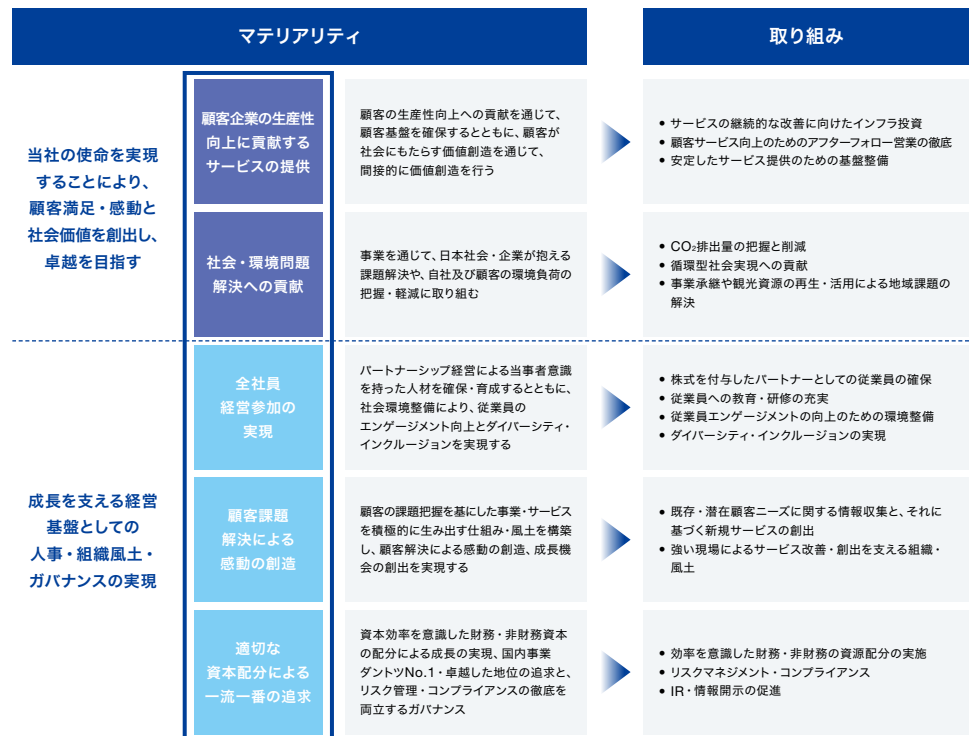 マテリアリティ
取り組み
当社の使命を実現
することにより、
顧客満足・感動と
社会価値を創出し、
卓越を目指す
顧客企業の生産性
向上に貢献する
サービスの提供
顧客の生産性向上への貢献を通じて、
顧客基盤を確保するとともに、顧客が
社会にもたらす価値創造を通じて、
間接的に価値創造を行う
• サービスの継続的な改善に向けたインフラ投資
• 顧客サービス向上のためのアフターフォロー営業の徹底
• 安定したサービス提供のための基盤整備
社会・環境問題
解決への貢献
事業を通じて、日本社会・企業が抱える
課題解決や、自社及び顧客の環境負荷の
把握・軽減に取り組む
• CO₂排出量の把握と削減
• 循環型社会実現への貢献
• 事業承継や観光資源の再生・活用による地域課題の
解決
成長を支える経営
基盤としての
人事・組織風土・
ガバナンスの実現
全社員
経営参加の
実現
パートナーシップ経営による当事者意識
を持った人材を確保・育成するとともに、
社会環境整備により、従業員の
エンゲージメント向上とダイバーシティ・
インクルージョンを実現する
• 株式を付与したパートナーとしての従業員の確保
• 従業員への教育・研修の充実
• 従業員エンゲージメントの向上のための環境整備
• ダイバーシティ・インクルージョンの実現
顧客課題
解決による
感動の創造
顧客の課題把握を基にした事業・サービス
を積極的に生み出す仕組み・風土を構築
し、顧客解決による感動の創造、成長機
会の創出を実現する
• 既存・潜在顧客ニーズに関する情報収集と、それに
基づく新規サービスの創出
• 強い現場によるサービス改善・創出を支える組織・
風土
適切な
資本配分による
一流一番の追求
資本効率を意識した財務・非財務資本
の配分による成長の実現、国内事業
ダントツNo.1・卓越した地位の追求と、
リスク管理・コンプライアンスの徹底を
両立するガバナンス
• 効率を意識した財務・非財務の資源配分の実施
• リスクマネジメント・コンプライアンス
• IR・情報開示の促進